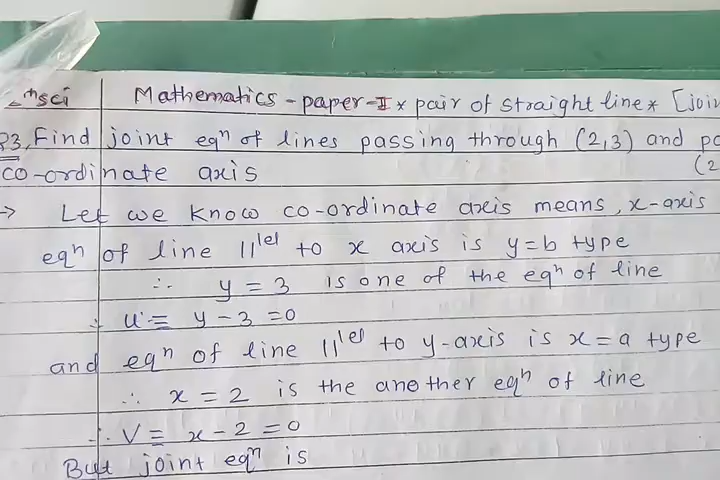 sci Mathematics - paper - I * pair of straight line * [join
Find joint eqⁿ of lines passing through (2,3) and pa
co-ordinate axis (2
→ Let we know co-ordinate axis means, x-axis
eqⁿ of line ||ˡᵉˡ to x axis is y=b type
∴ y = 3 is one of the eqⁿ of line
∴ u ≡ y - 3 = 0
and eqⁿ of line ||ˡᵉˡ to y-axis is x = a type
∴ x = 2 is the another eqⁿ of line
∴ V ≡ x - 2 = 0
But joint eqⁿ is